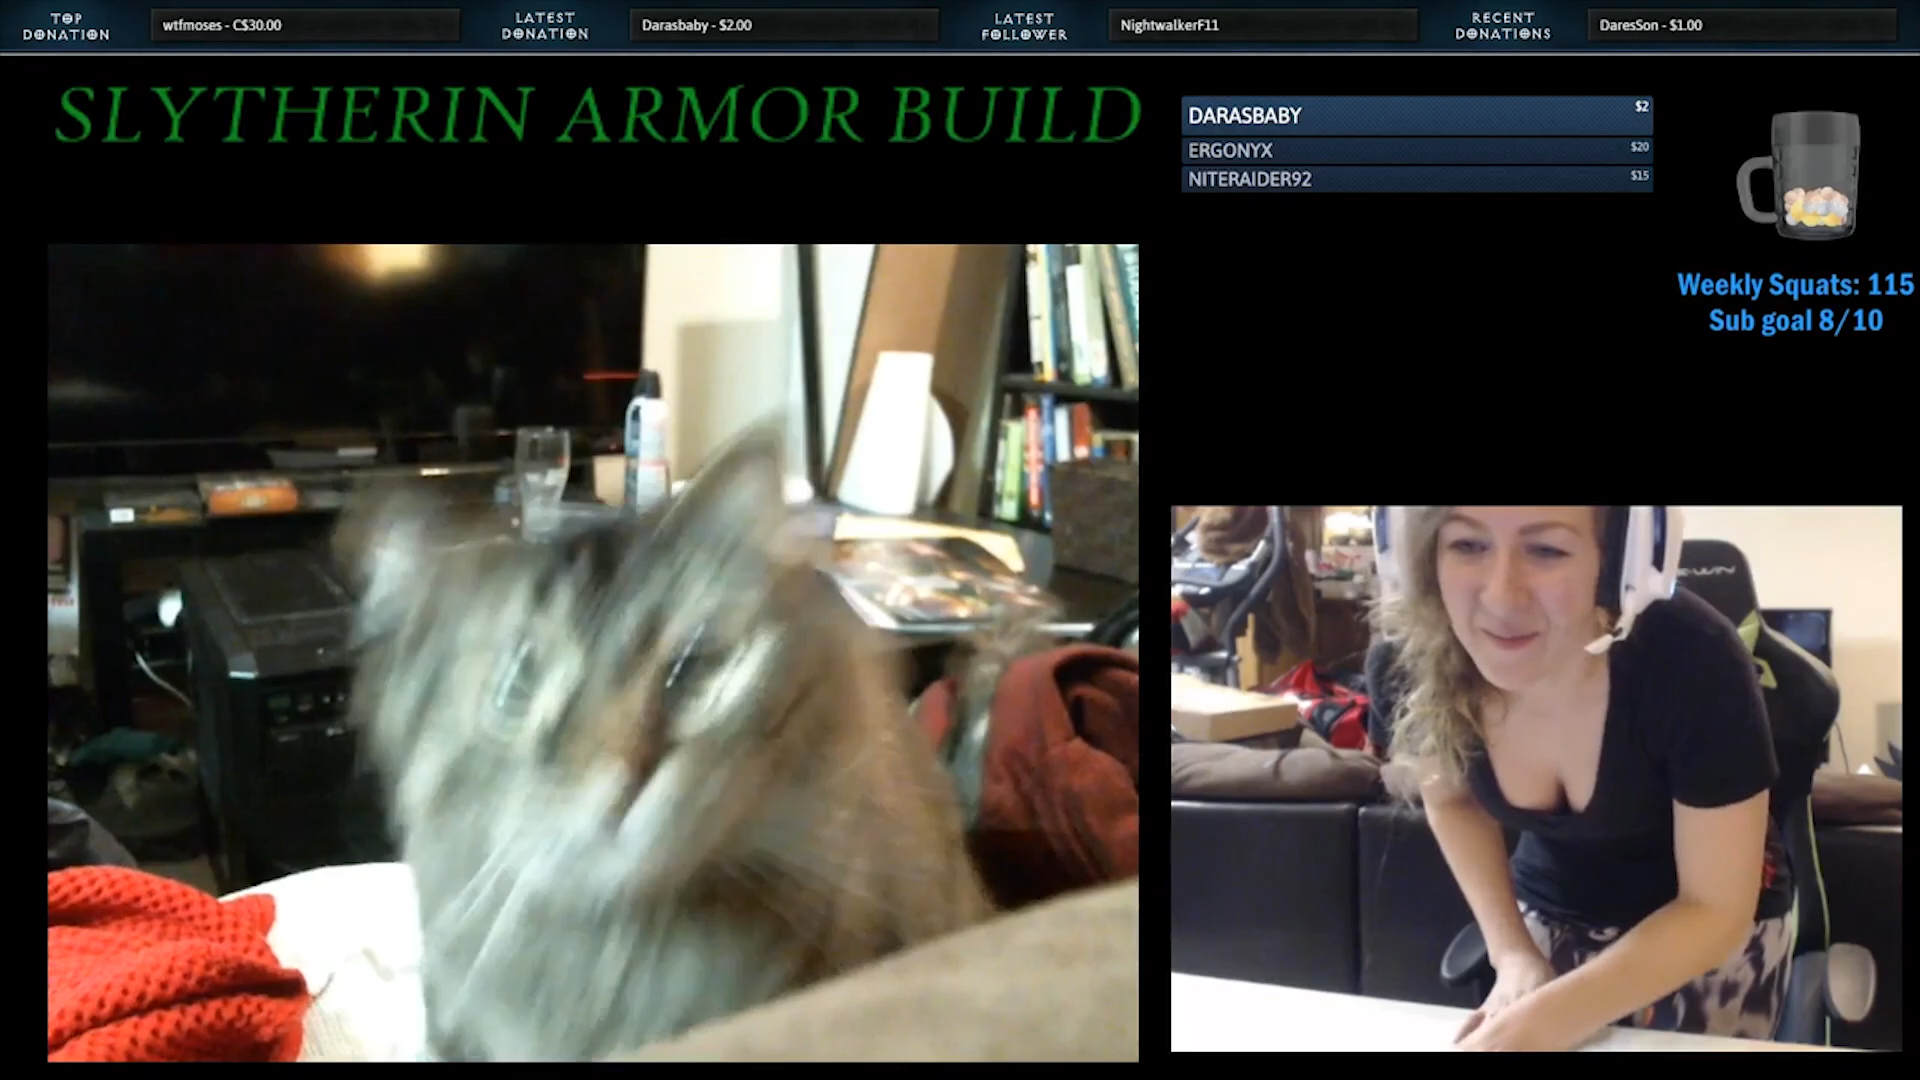 TOP DONATION
wtfmoses - C$30.00
LATEST DONATION
Darasbaby - $2.00
LATEST FOLLOWER
NightwalkerF11
RECENT DONATIONS
DaresSon - $1.00
SLYTHERIN ARMOR BUILD
DARASBABY $2
ERGONYX $20
NITERAIDER92 $15
Weekly Squats: 115
Sub goal 8/10